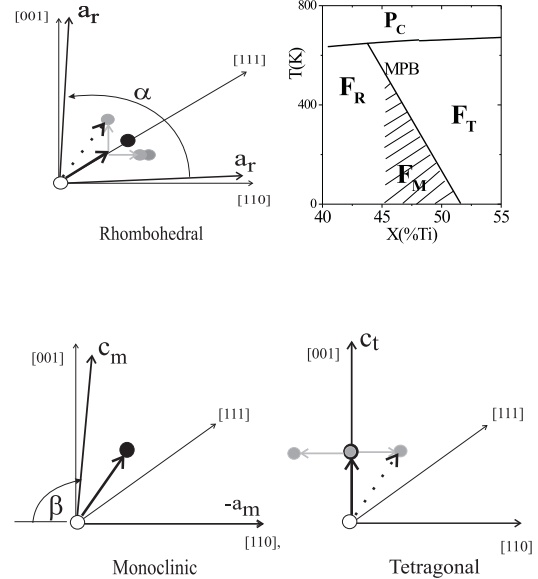 [001] a_r
[111]
α
a_r
[110]
Rhombohedral
T(K)
800
400
0
P_C
MPB
F_R
F_T
F_M
40 45 50 55
X(%Ti)
[001] c_m
[111]
β
-a_m
[110],
Monoclinic
c_t
[001]
[111]
[110]
Tetragonal